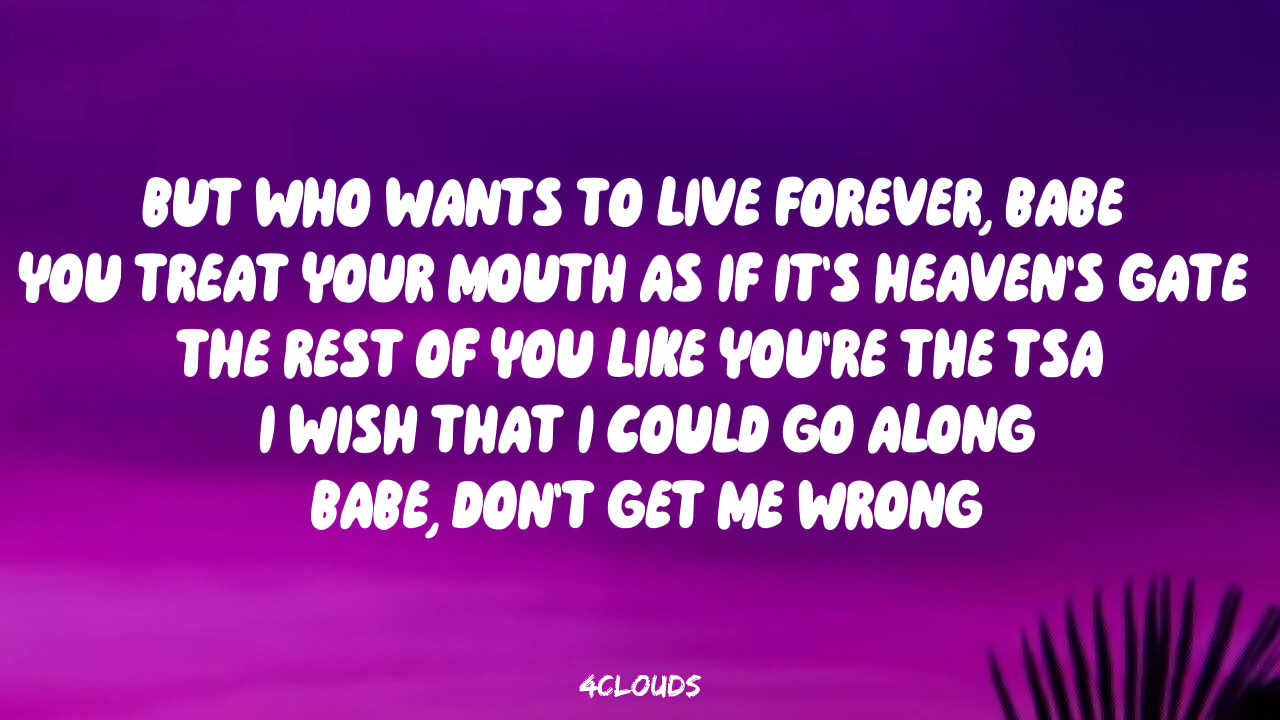 BUT WHO WANTS TO LIVE FOREVER, BABE
YOU TREAT YOUR MOUTH AS IF IT'S HEAVEN'S GATE
THE REST OF YOU LIKE YOU'RE THE TSA
I WISH THAT I COULD GO ALONG
BABE, DON'T GET ME WRONG
4CLOUDS